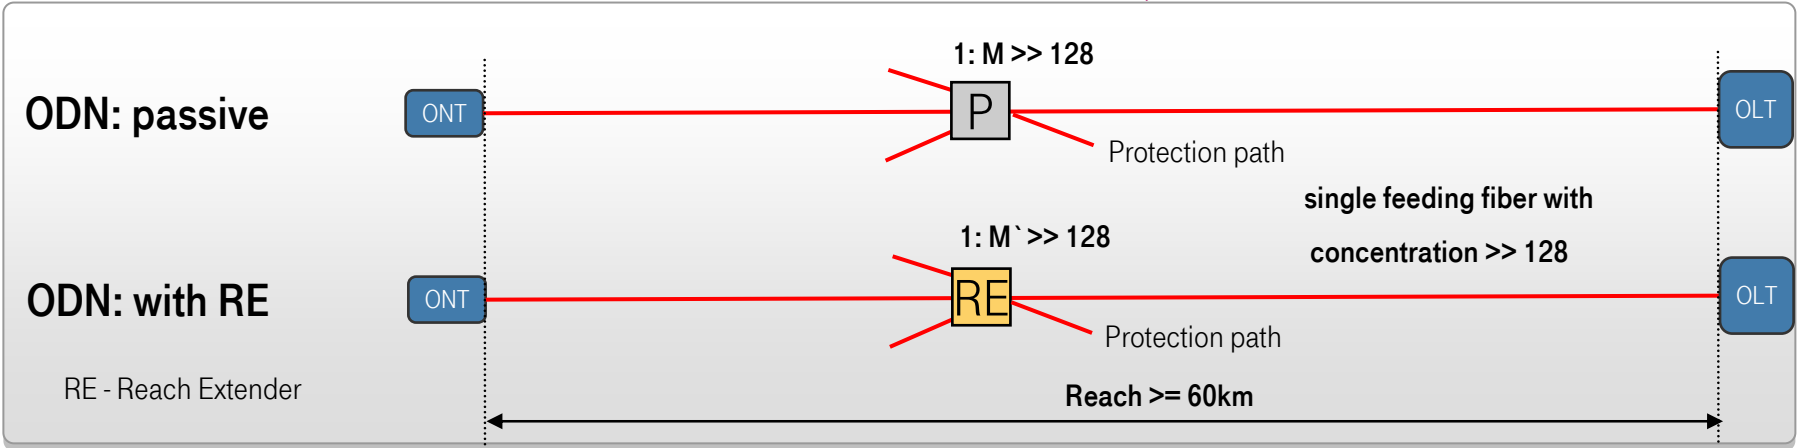 1: M >> 128
ODN: passive
ONT
P
OLT
Protection path
single feeding fiber with
concentration >> 128
1: M`>> 128
ODN: with RE
ONT
RE
OLT
Protection path
RE - Reach Extender
Reach >= 60km